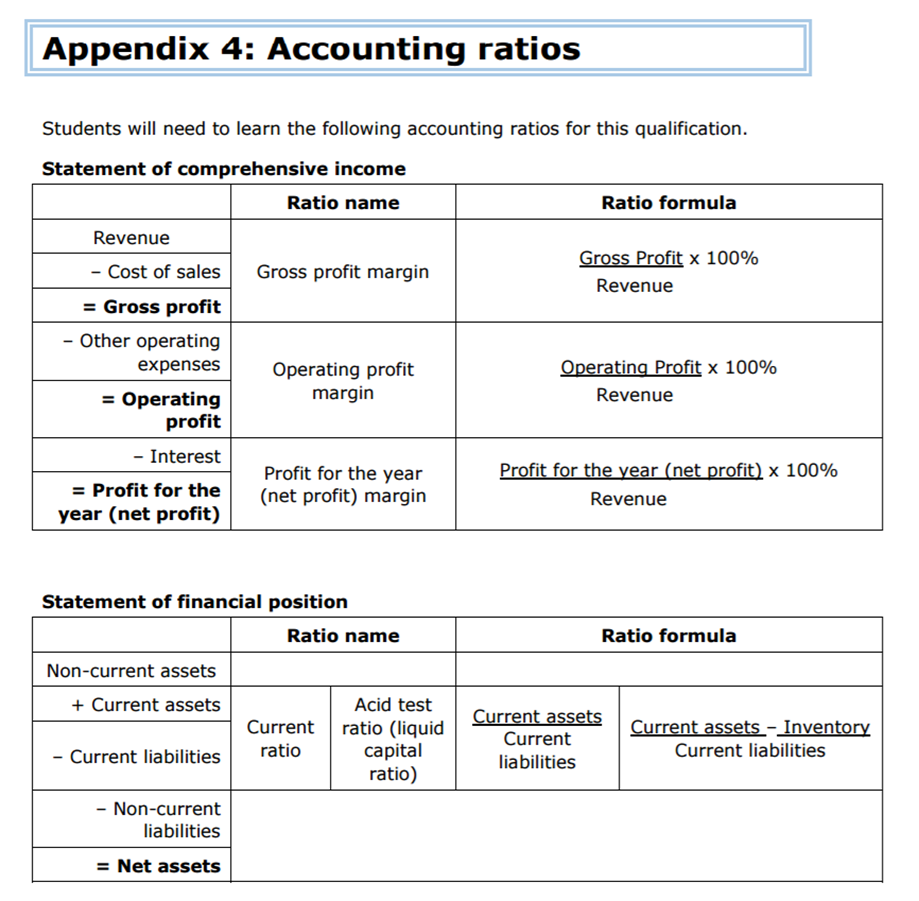 Appendix 4: Accounting ratios
Students will need to learn the following accounting ratios for this qualification.
Statement of comprehensive income
Ratio name
Ratio formula
Revenue
− Cost of sales
= Gross profit
Gross profit margin
Gross Profit x 100%
Revenue
− Other operating
expenses
= Operating
profit
Operating profit
margin
Operating Profit x 100%
Revenue
− Interest
= Profit for the
year (net profit)
Profit for the year
(net profit) margin
Profit for the year (net profit) x 100%
Revenue
Statement of financial position
Ratio name
Ratio formula
Non-current assets
+ Current assets
− Current liabilities
Current
ratio
Acid test
ratio (liquid
capital
ratio)
Current assets
Current
liabilities
Current assets − Inventory
Current liabilities
− Non-current
liabilities
= Net assets